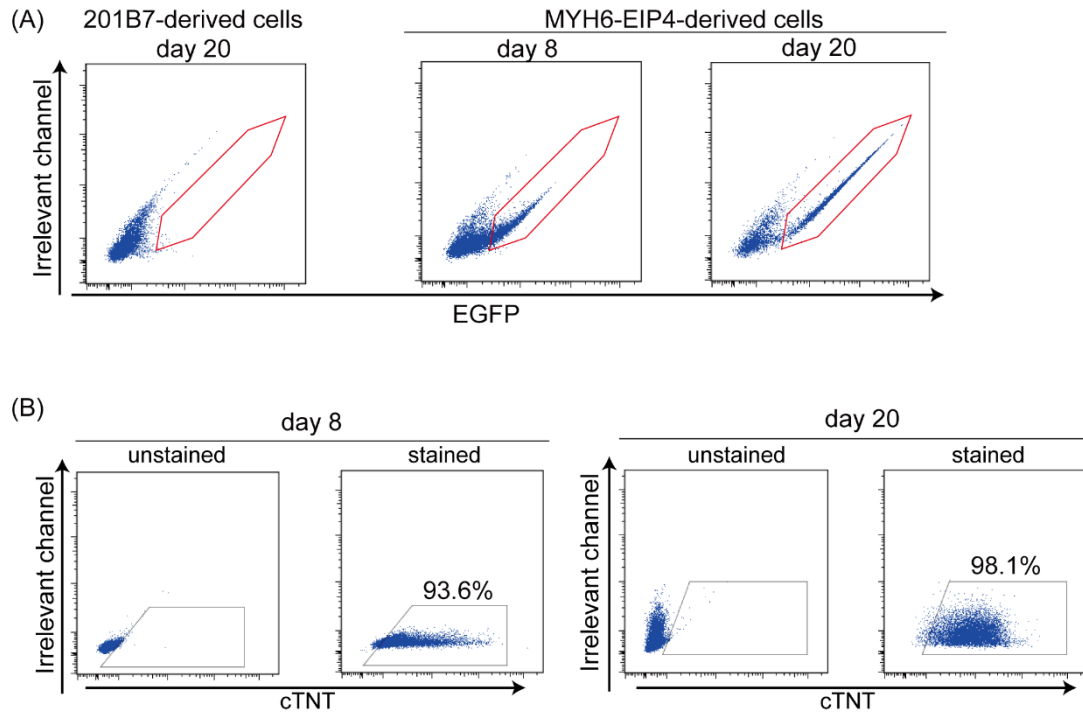 (A)
201B7-derived cells
MYH6-EIP4-derived cells
day 20
day 8
day 20
Irrelevant channel
EGFP
(B)
day 8
day 20
unstained
stained
unstained
stained
Irrelevant channel
93.6%
Irrelevant channel
98.1%
cTNT
cTNT